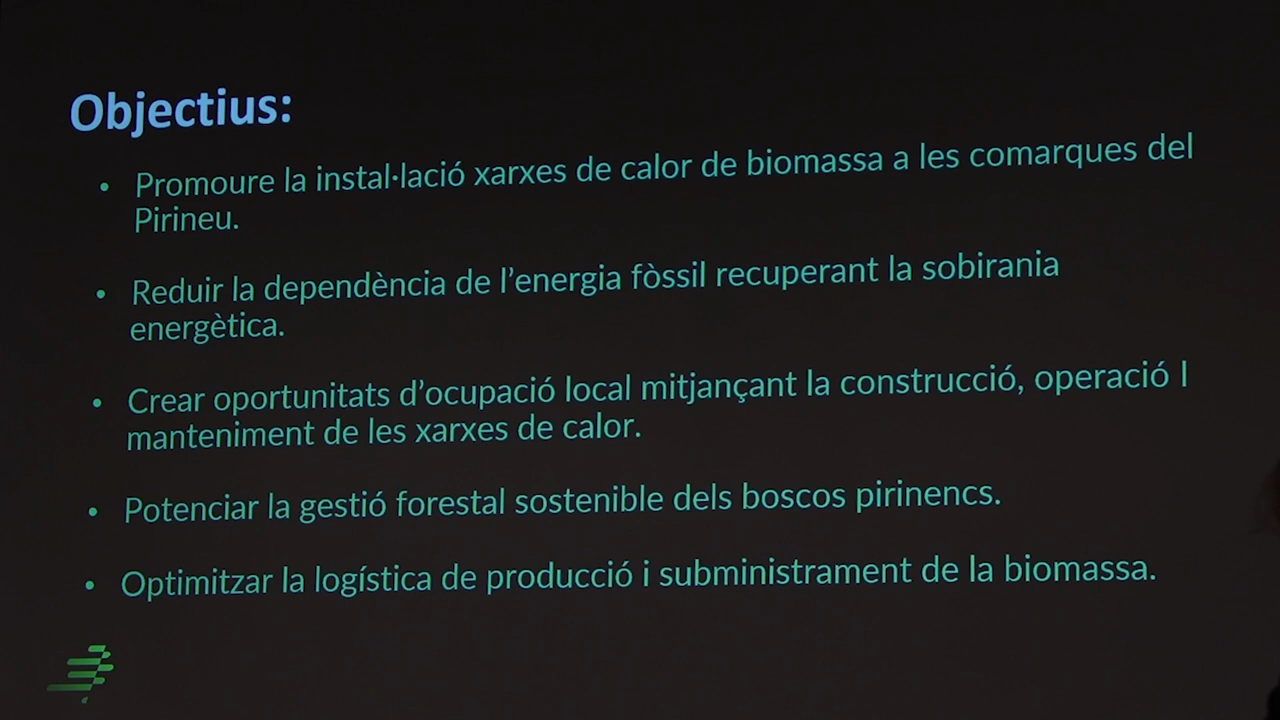 Objectius:
• Promoure la instal·lació xarxes de calor de biomassa a les comarques del
Pirineu.
• Reduir la dependència de l’energia fòssil recuperant la sobirania
energètica.
• Crear oportunitats d’ocupació local mitjançant la construcció, operació I
manteniment de les xarxes de calor.
• Potenciar la gestió forestal sostenible dels boscos pirinencs.
• Optimitzar la logística de producció i subministrament de la biomassa.